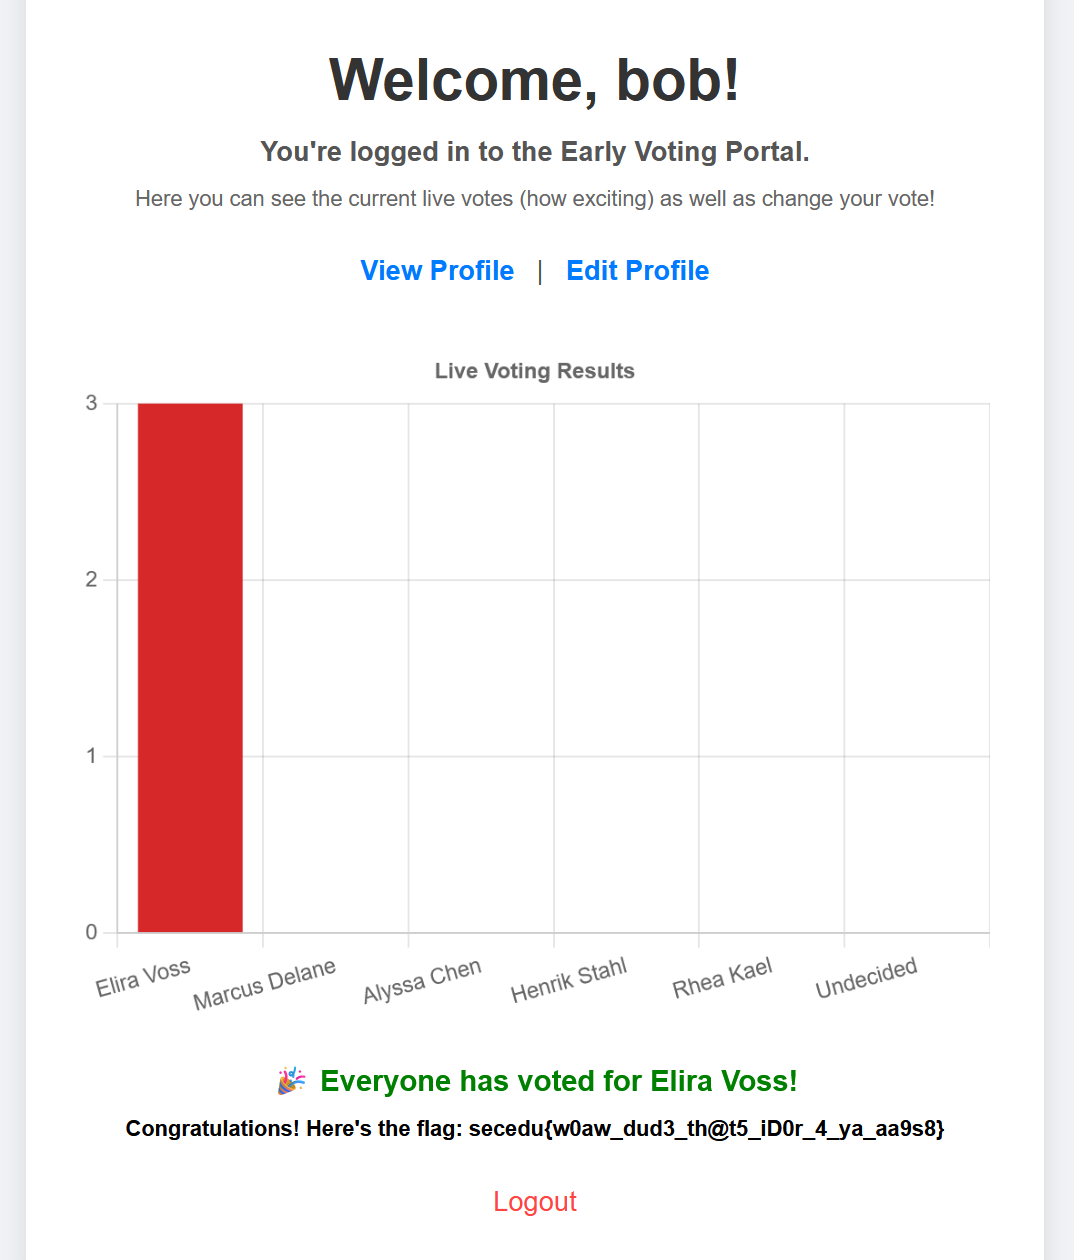 Welcome, bob!
You're logged in to the Early Voting Portal.
Here you can see the current live votes (how exciting) as well as change your vote!
View Profile | Edit Profile
Live Voting Results
3
2
1
0
Elira Voss Marcus Delane Alyssa Chen Henrik Stahl Rhea Kael Undecided
🎉 Everyone has voted for Elira Voss!
Congratulations! Here's the flag: secedu{w0aw_dud3_th@t5_iD0r_4_ya_aa9s8}
Logout